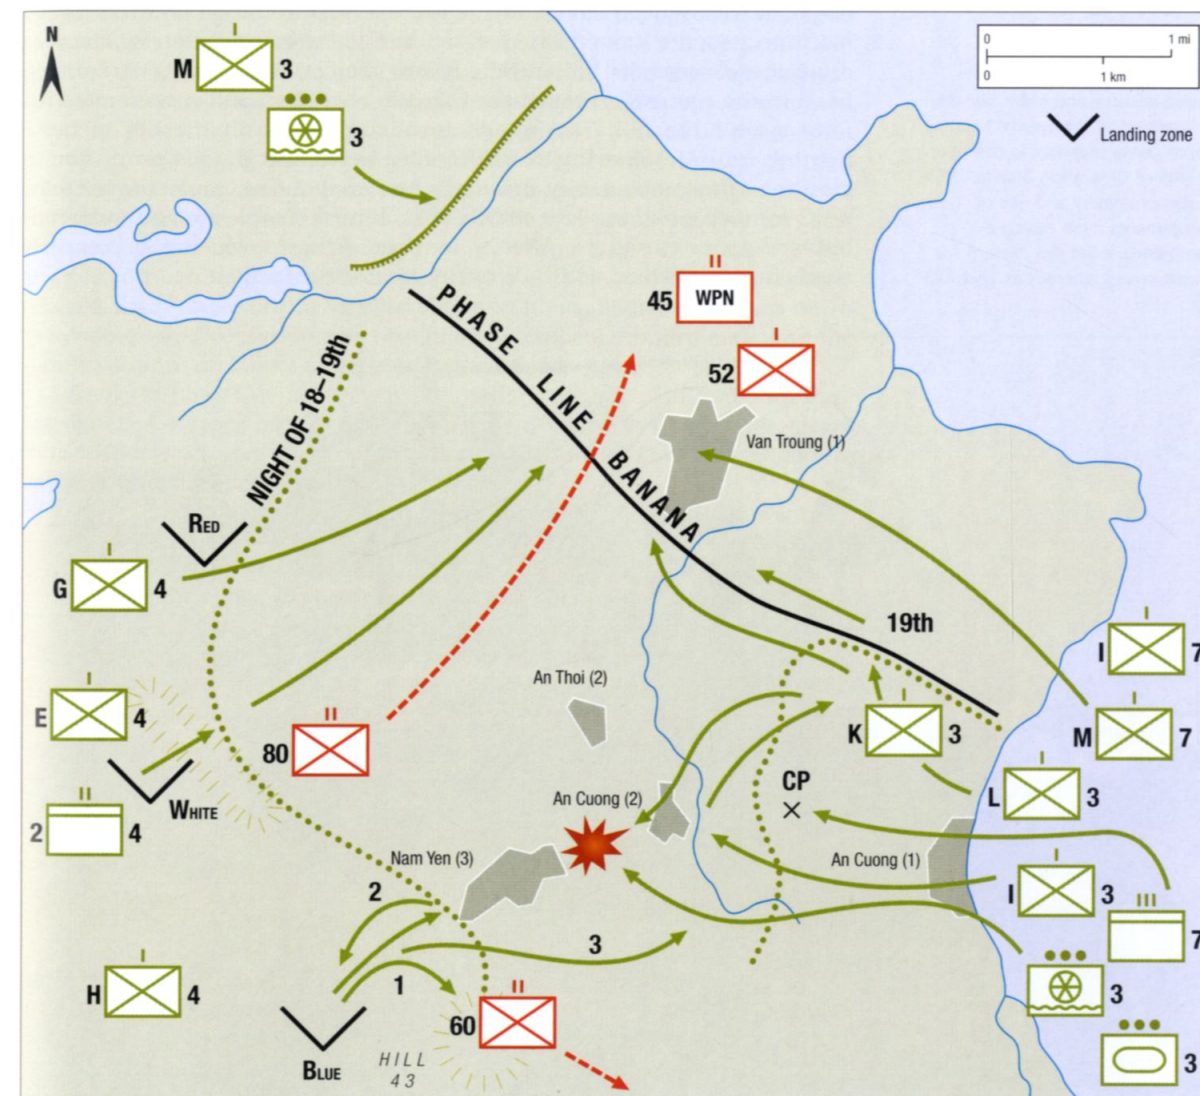 N
M 3
3
0 1 mi
0 1 km
Landing zone
PHASE LINE BANANA
45 WPN
52
Van Troung (1)
NIGHT OF 18–19th
RED
G 4
19th
I 7
An Thoi (2)
E 4
80
K 3
M 7
CP
L 3
WHITE
An Cuong (2)
2 4
Nam Yen (3)
An Cuong (1)
2
I 3
7
3
1
H 4
3
60
BLUE
HILL
43
3